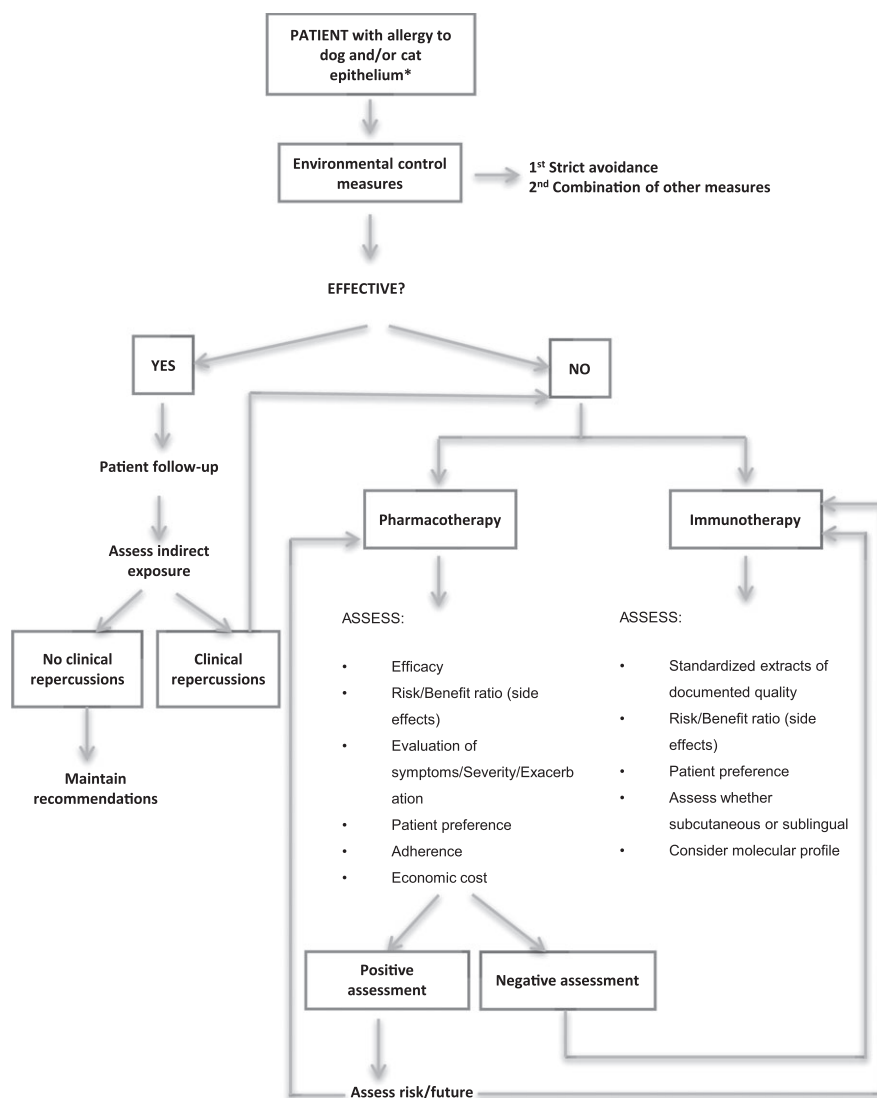 PATIENT with allergy to
dog and/or cat
epithelium*
Environmental control
measures
1st Strict avoidance
2nd Combination of other measures
EFFECTIVE?
YES
NO
Patient follow-up
Assess indirect
exposure
No clinical
repercussions
Clinical
repercussions
Maintain
recommendations
Pharmacotherapy
ASSESS:
• Efficacy
• Risk/Benefit ratio (side
effects)
• Evaluation of
symptoms/Severity/Exacerb
ation
• Patient preference
• Adherence
• Economic cost
Immunotherapy
ASSESS:
• Standardized extracts of
documented quality
• Risk/Benefit ratio (side
effects)
• Patient preference
• Assess whether
subcutaneous or sublingual
• Consider molecular profile
Positive
assessment
Negative assessment
Assess risk/future